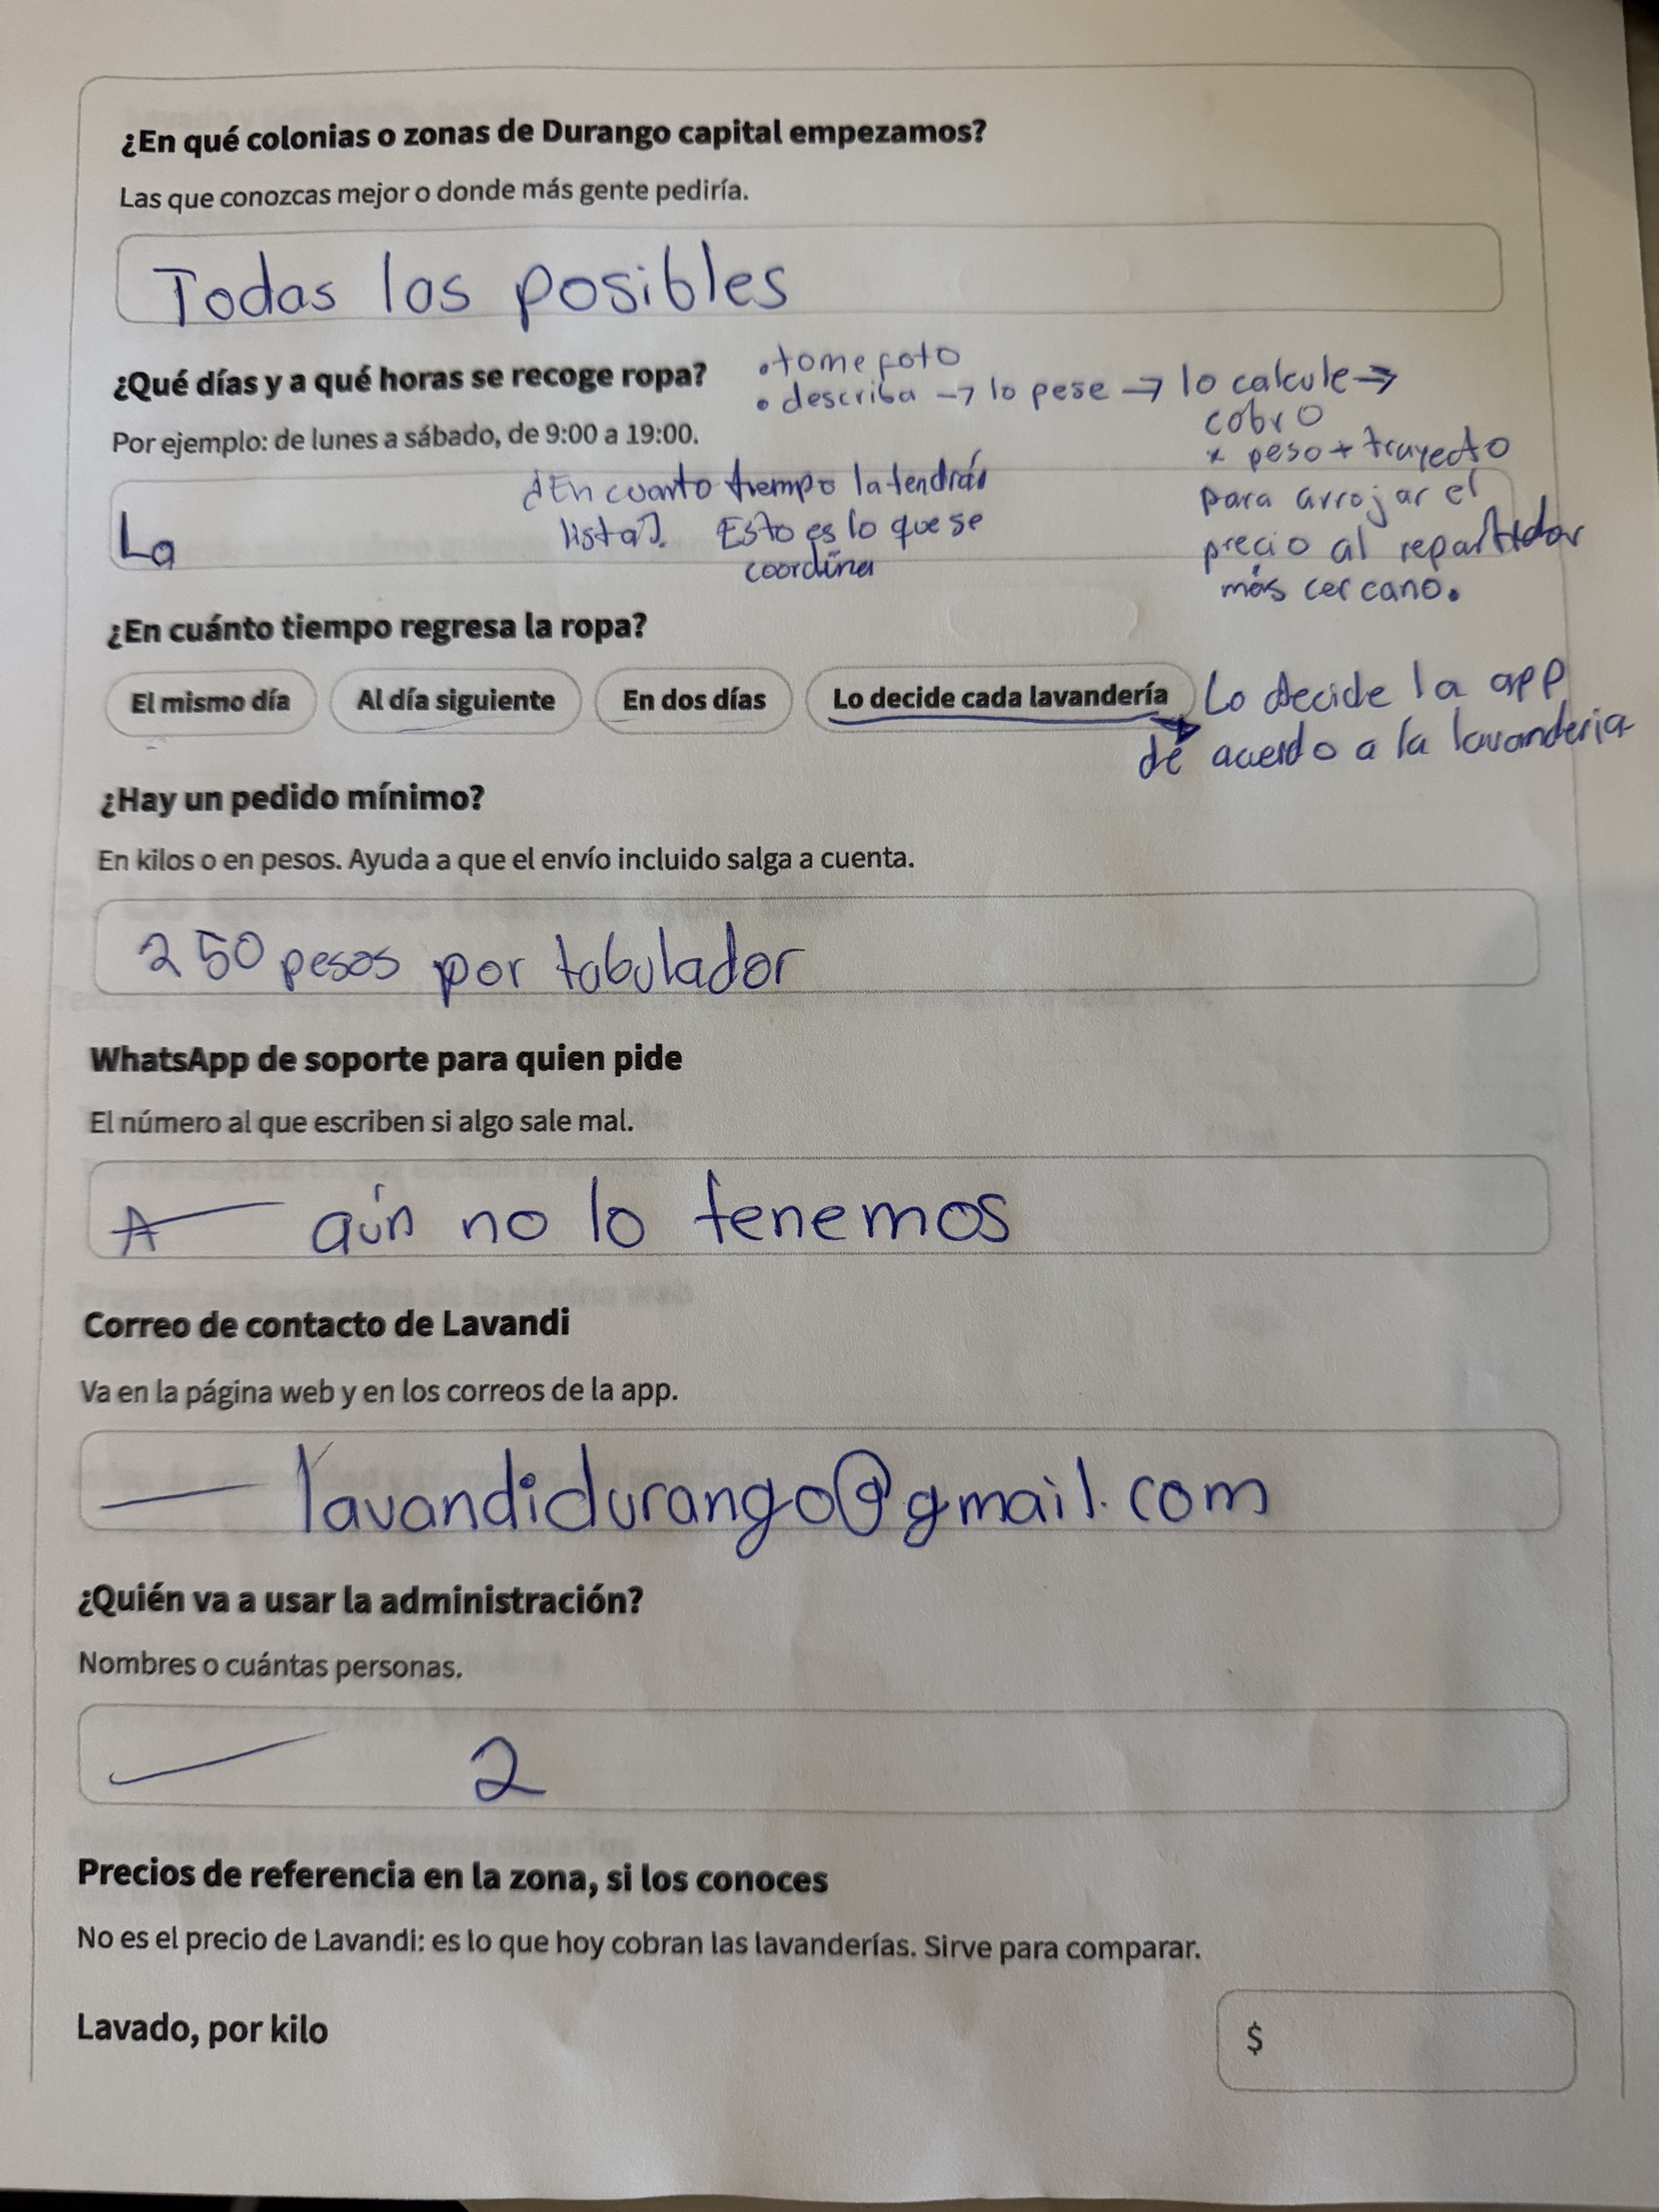 ¿En qué colonias o zonas de Durango capital empezamos?
Las que conozcas mejor o donde más gente pediría.
Todas las posibles
¿Qué días y a qué horas se recoge ropa?
• tome foto
• describa → lo pese → lo calcule →
cobro
x peso + trayecto
para arrojar el
precio al repartidor
más cercano.
Por ejemplo: de lunes a sábado, de 9:00 a 19:00.
¿En cuanto tiempo la tendrás
lista?. Esto es lo que se
coordina
La
¿En cuánto tiempo regresa la ropa?
El mismo día Al día siguiente En dos días Lo decide cada lavandería
Lo decide la app
de acuerdo a la lavanderia
¿Hay un pedido mínimo?
En kilos o en pesos. Ayuda a que el envío incluido salga a cuenta.
250 pesos por tabulador
WhatsApp de soporte para quien pide
El número al que escriben si algo sale mal.
A aún no lo tenemos
Correo de contacto de Lavandi
Va en la página web y en los correos de la app.
lavandidurango@gmail.com
¿Quién va a usar la administración?
Nombres o cuántas personas.
2
Precios de referencia en la zona, si los conoces
No es el precio de Lavandi: es lo que hoy cobran las lavanderías. Sirve para comparar.
Lavado, por kilo $